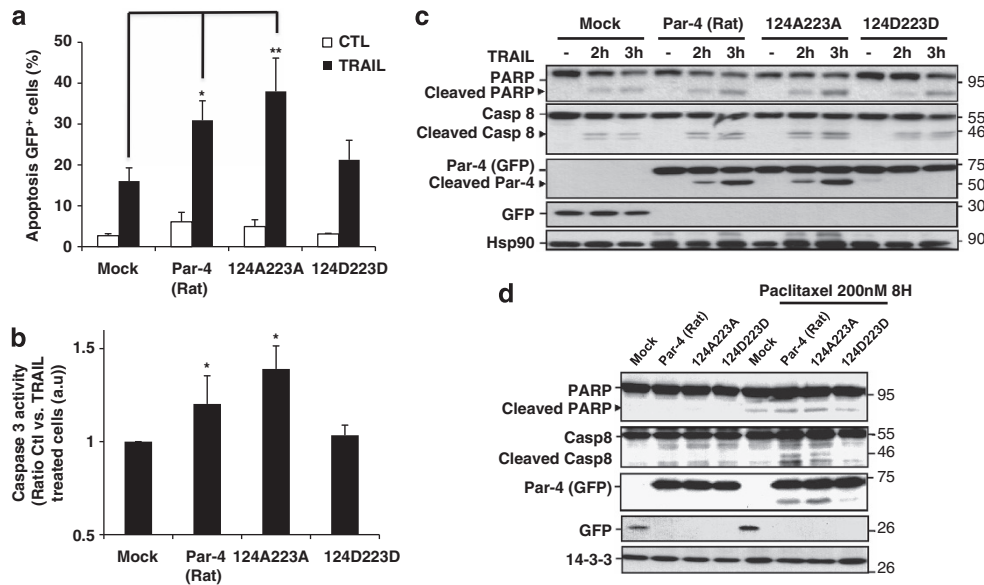 a
Apoptosis GFP⁺ cells (%)
50
40
30
20
10
0
CTL
TRAIL
*
**
Mock
Par-4 (Rat)
124A223A
124D223D
b
Caspase 3 activity
(Ratio Ctl vs. TRAIL
treated cells (a.u))
1.5
1
0.5
*
*
Mock
Par-4 (Rat)
124A223A
124D223D
c
Mock Par-4 (Rat) 124A223A 124D223D
TRAIL - 2h 3h - 2h 3h - 2h 3h - 2h 3h
PARP
Cleaved PARP
95
Casp 8
55
Cleaved Casp 8
46
Par-4 (GFP)
75
Cleaved Par-4
50
GFP
30
Hsp90
90
d
Paclitaxel 200nM 8H
Mock Par-4 (Rat) 124A223A 124D223D Mock Par-4 (Rat) 124A223A 124D223D
PARP
95
Cleaved PARP
Casp8
55
Cleaved Casp8
46
Par-4 (GFP)
75
GFP
26
14-3-3
26